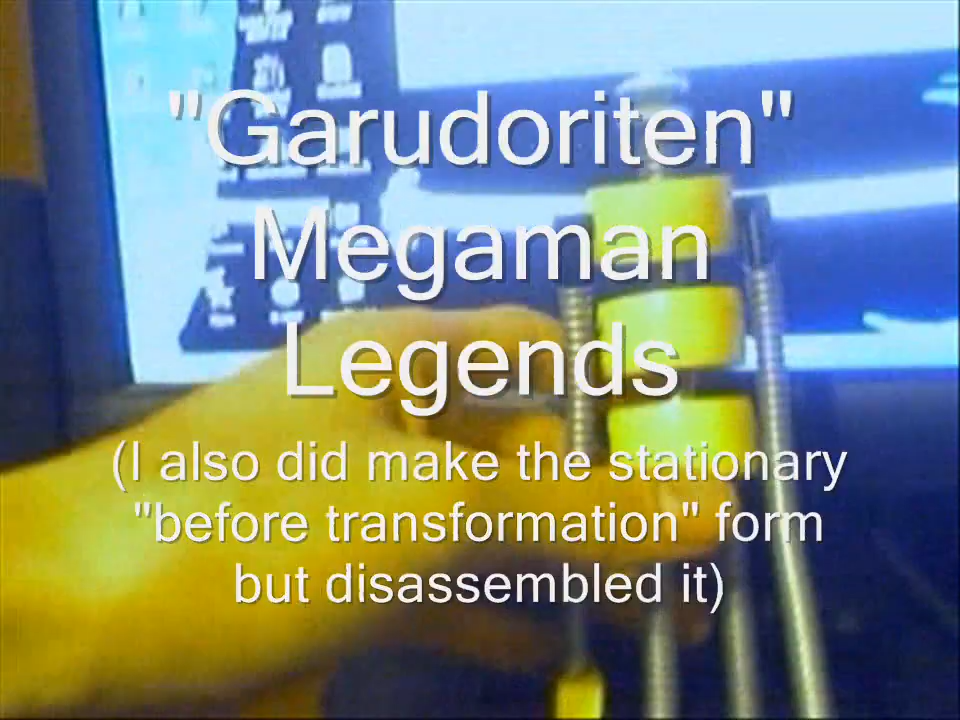 "Garudoriten"
Megaman
Legends
(I also did make the stationary
"before transformation" form
but disassembled it)